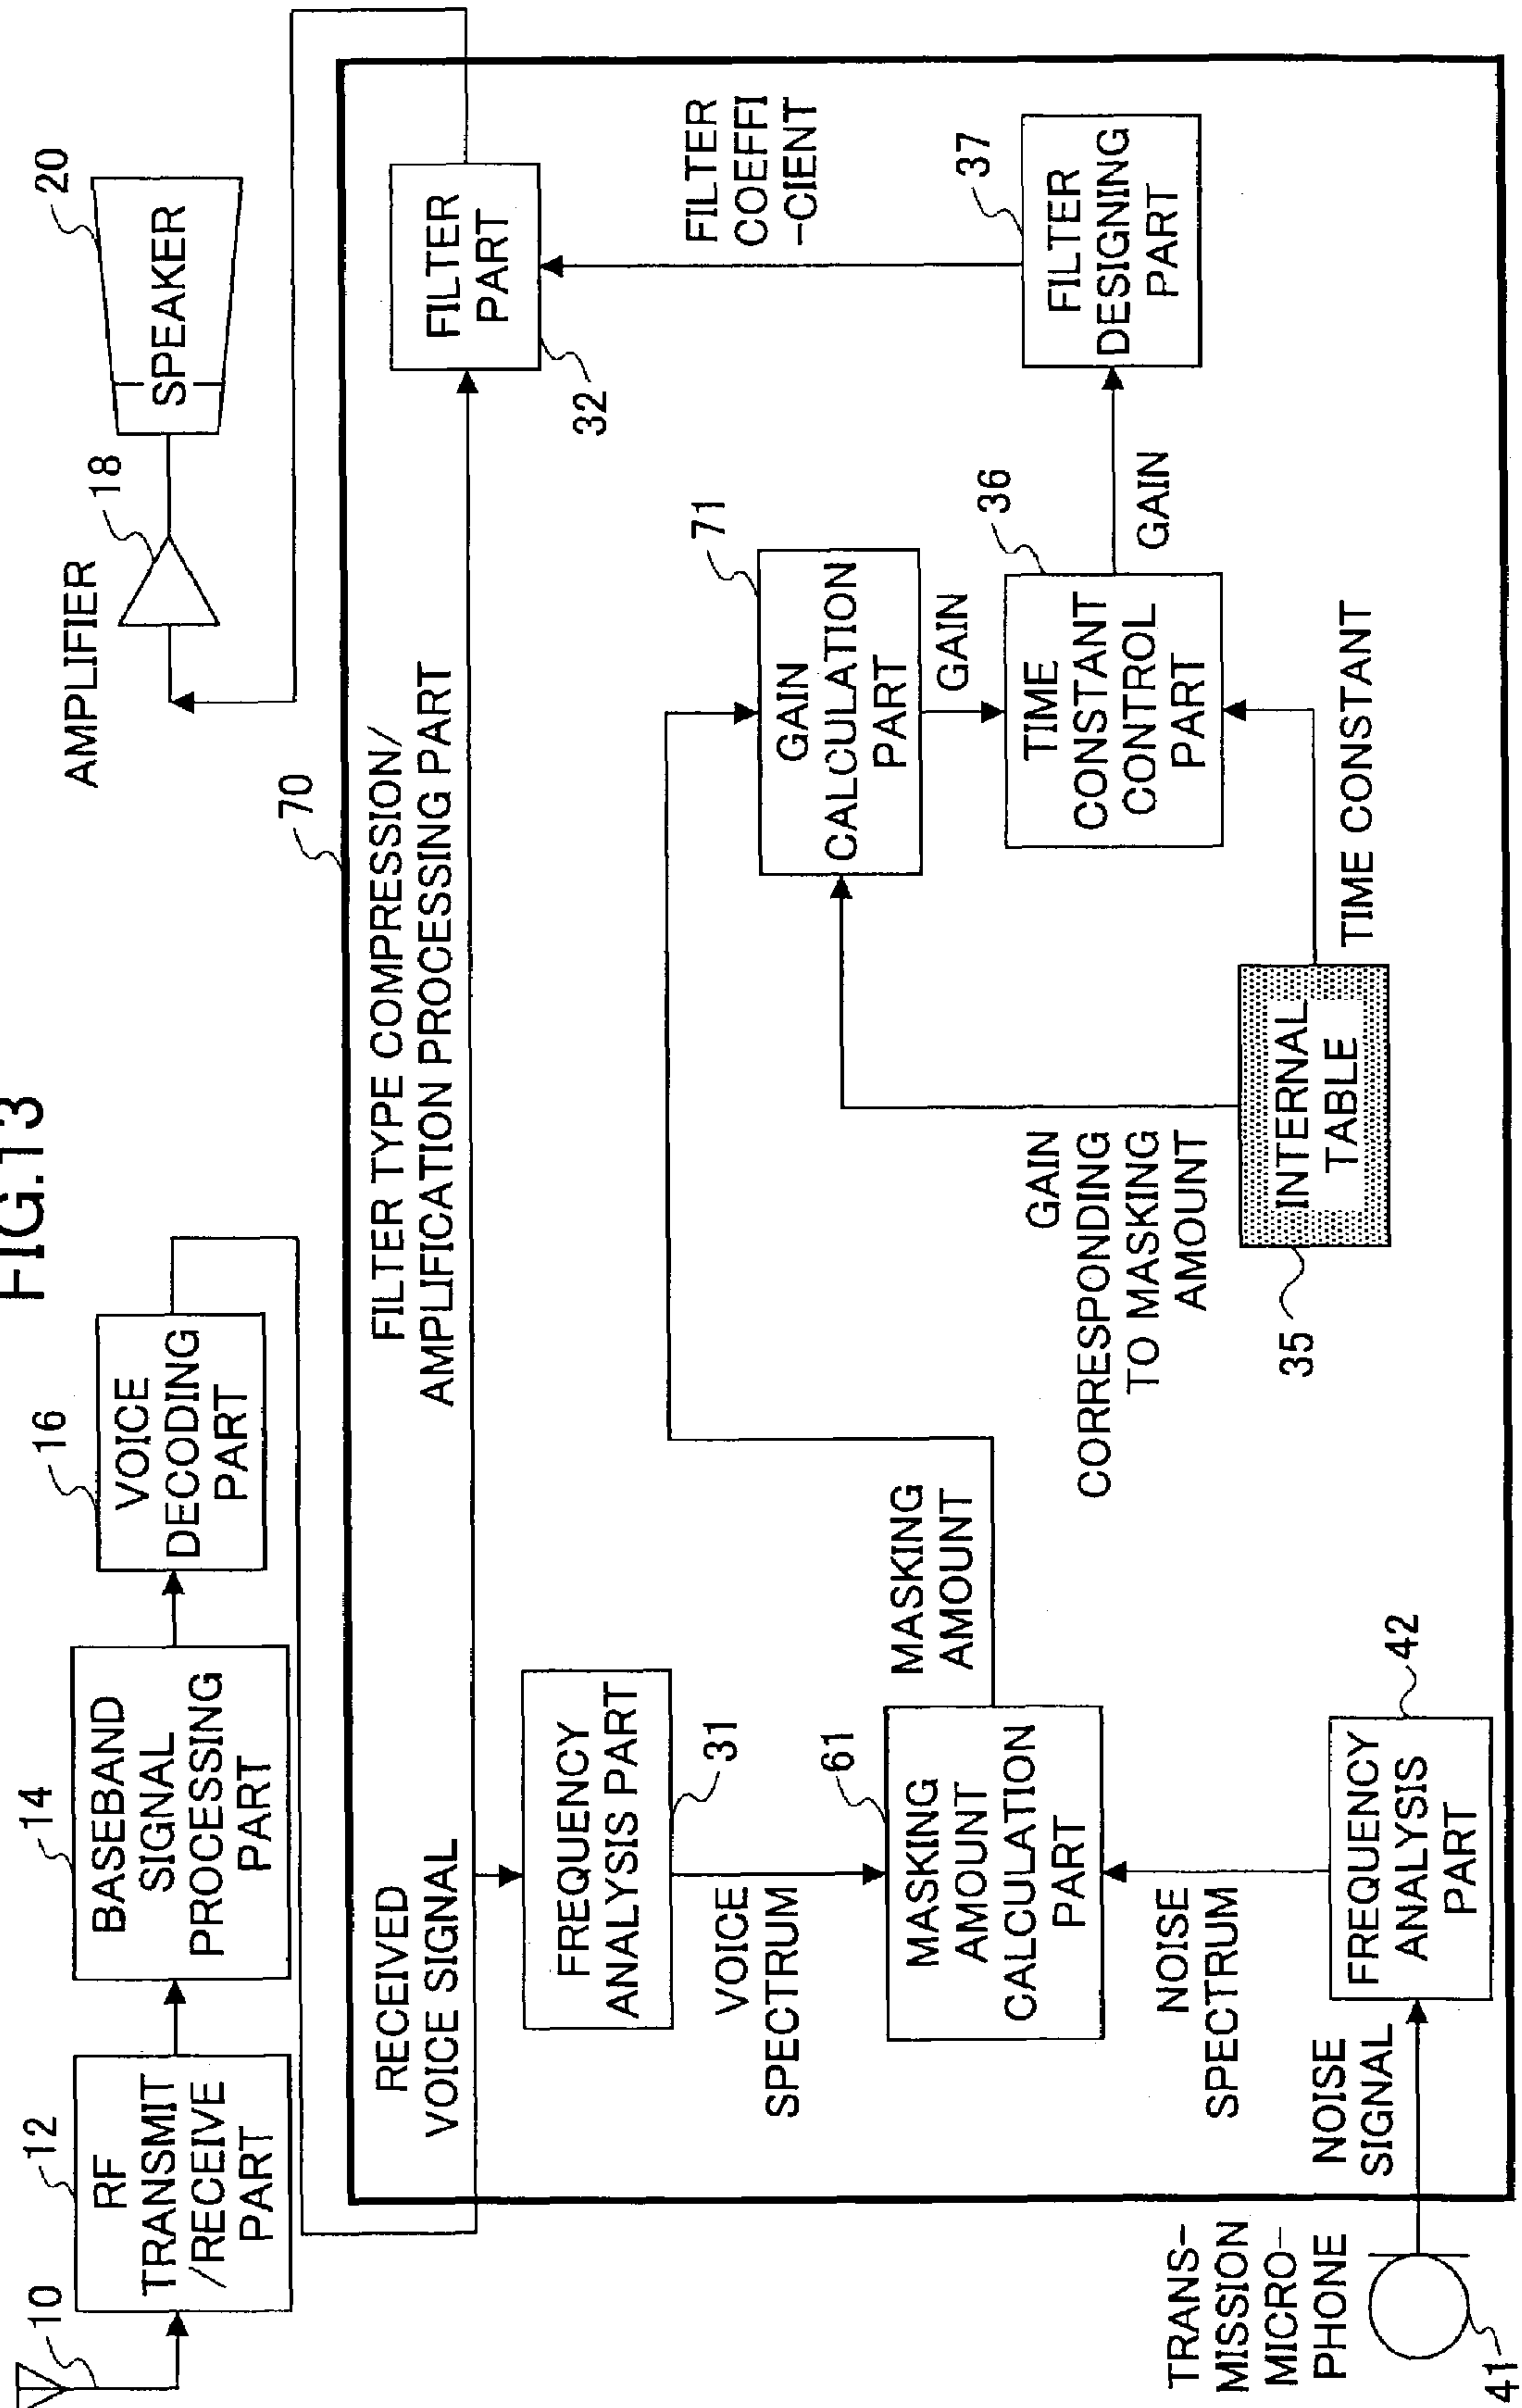 FIG.13
10
12
RF
TRANSMIT
/RECEIVE
PART
14
BASEBAND
SIGNAL
PROCESSING
PART
16
VOICE
DECODING
PART
AMPLIFIER
18
20
SPEAKER
70
FILTER TYPE COMPRESSION/
AMPLIFICATION PROCESSING PART
RECEIVED
VOICE SIGNAL
FILTER
PART
32
FREQUENCY
ANALYSIS PART
31
VOICE
SPECTRUM
61
MASKING
AMOUNT
CALCULATION
PART
MASKING
AMOUNT
NOISE
SPECTRUM
FREQUENCY
ANALYSIS
PART
42
NOISE
SIGNAL
TRANS-
MISSION
MICRO-
PHONE
41
GAIN
CORRESPONDING
TO MASKING
AMOUNT
INTERNAL
TABLE
35
TIME CONSTANT
71
GAIN
CALCULATION
PART
GAIN
36
TIME
CONSTANT
CONTROL
PART
GAIN
37
FILTER
DESIGNING
PART
FILTER
COEFFI
-CIENT